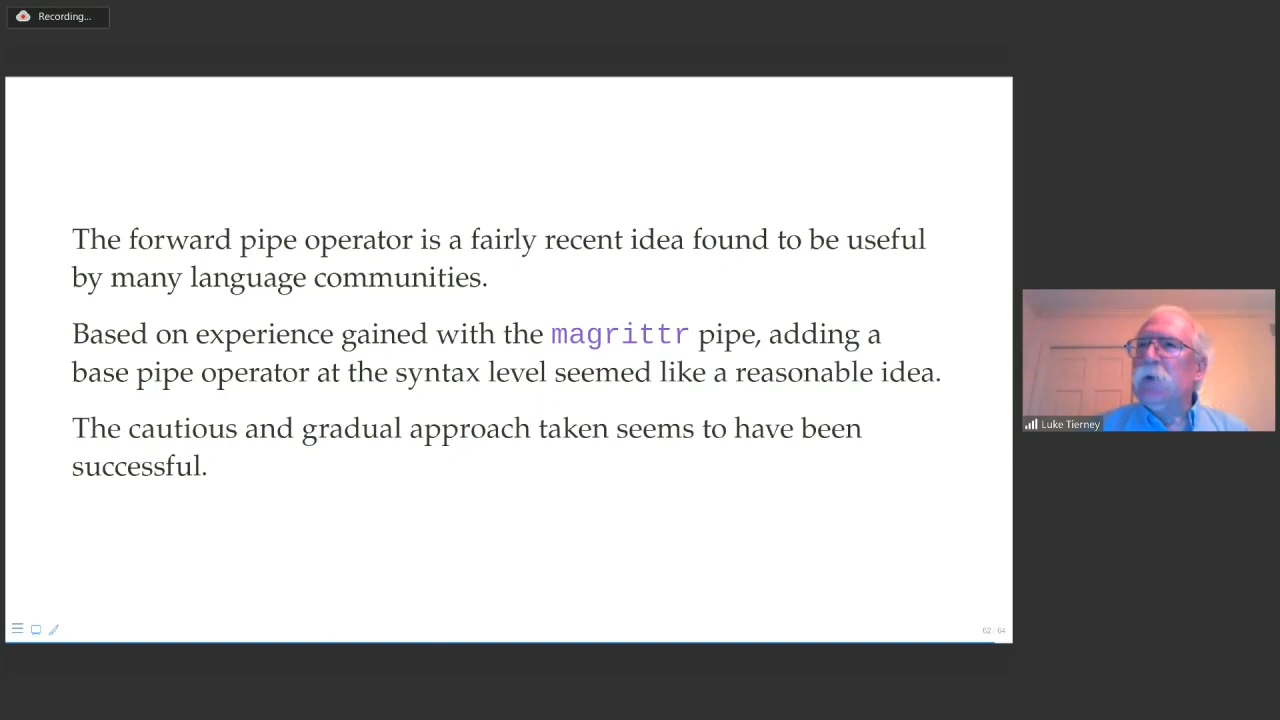 Recording...
The forward pipe operator is a fairly recent idea found to be useful
by many language communities.
Based on experience gained with the magrittr pipe, adding a
base pipe operator at the syntax level seemed like a reasonable idea.
The cautious and gradual approach taken seems to have been
successful.
Luke Tierney
62 / 64